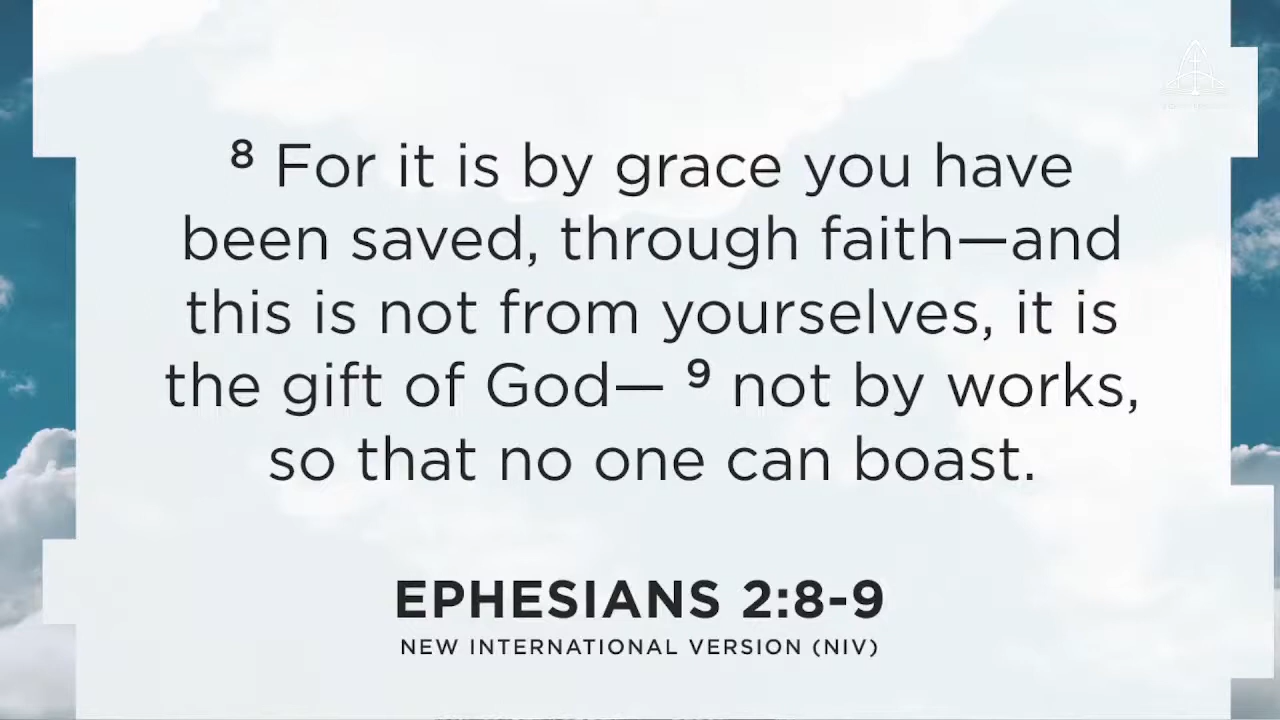 ⁸ For it is by grace you have
been saved, through faith—and
this is not from yourselves, it is
the gift of God— ⁹ not by works,
so that no one can boast.
EPHESIANS 2:8-9
NEW INTERNATIONAL VERSION (NIV)